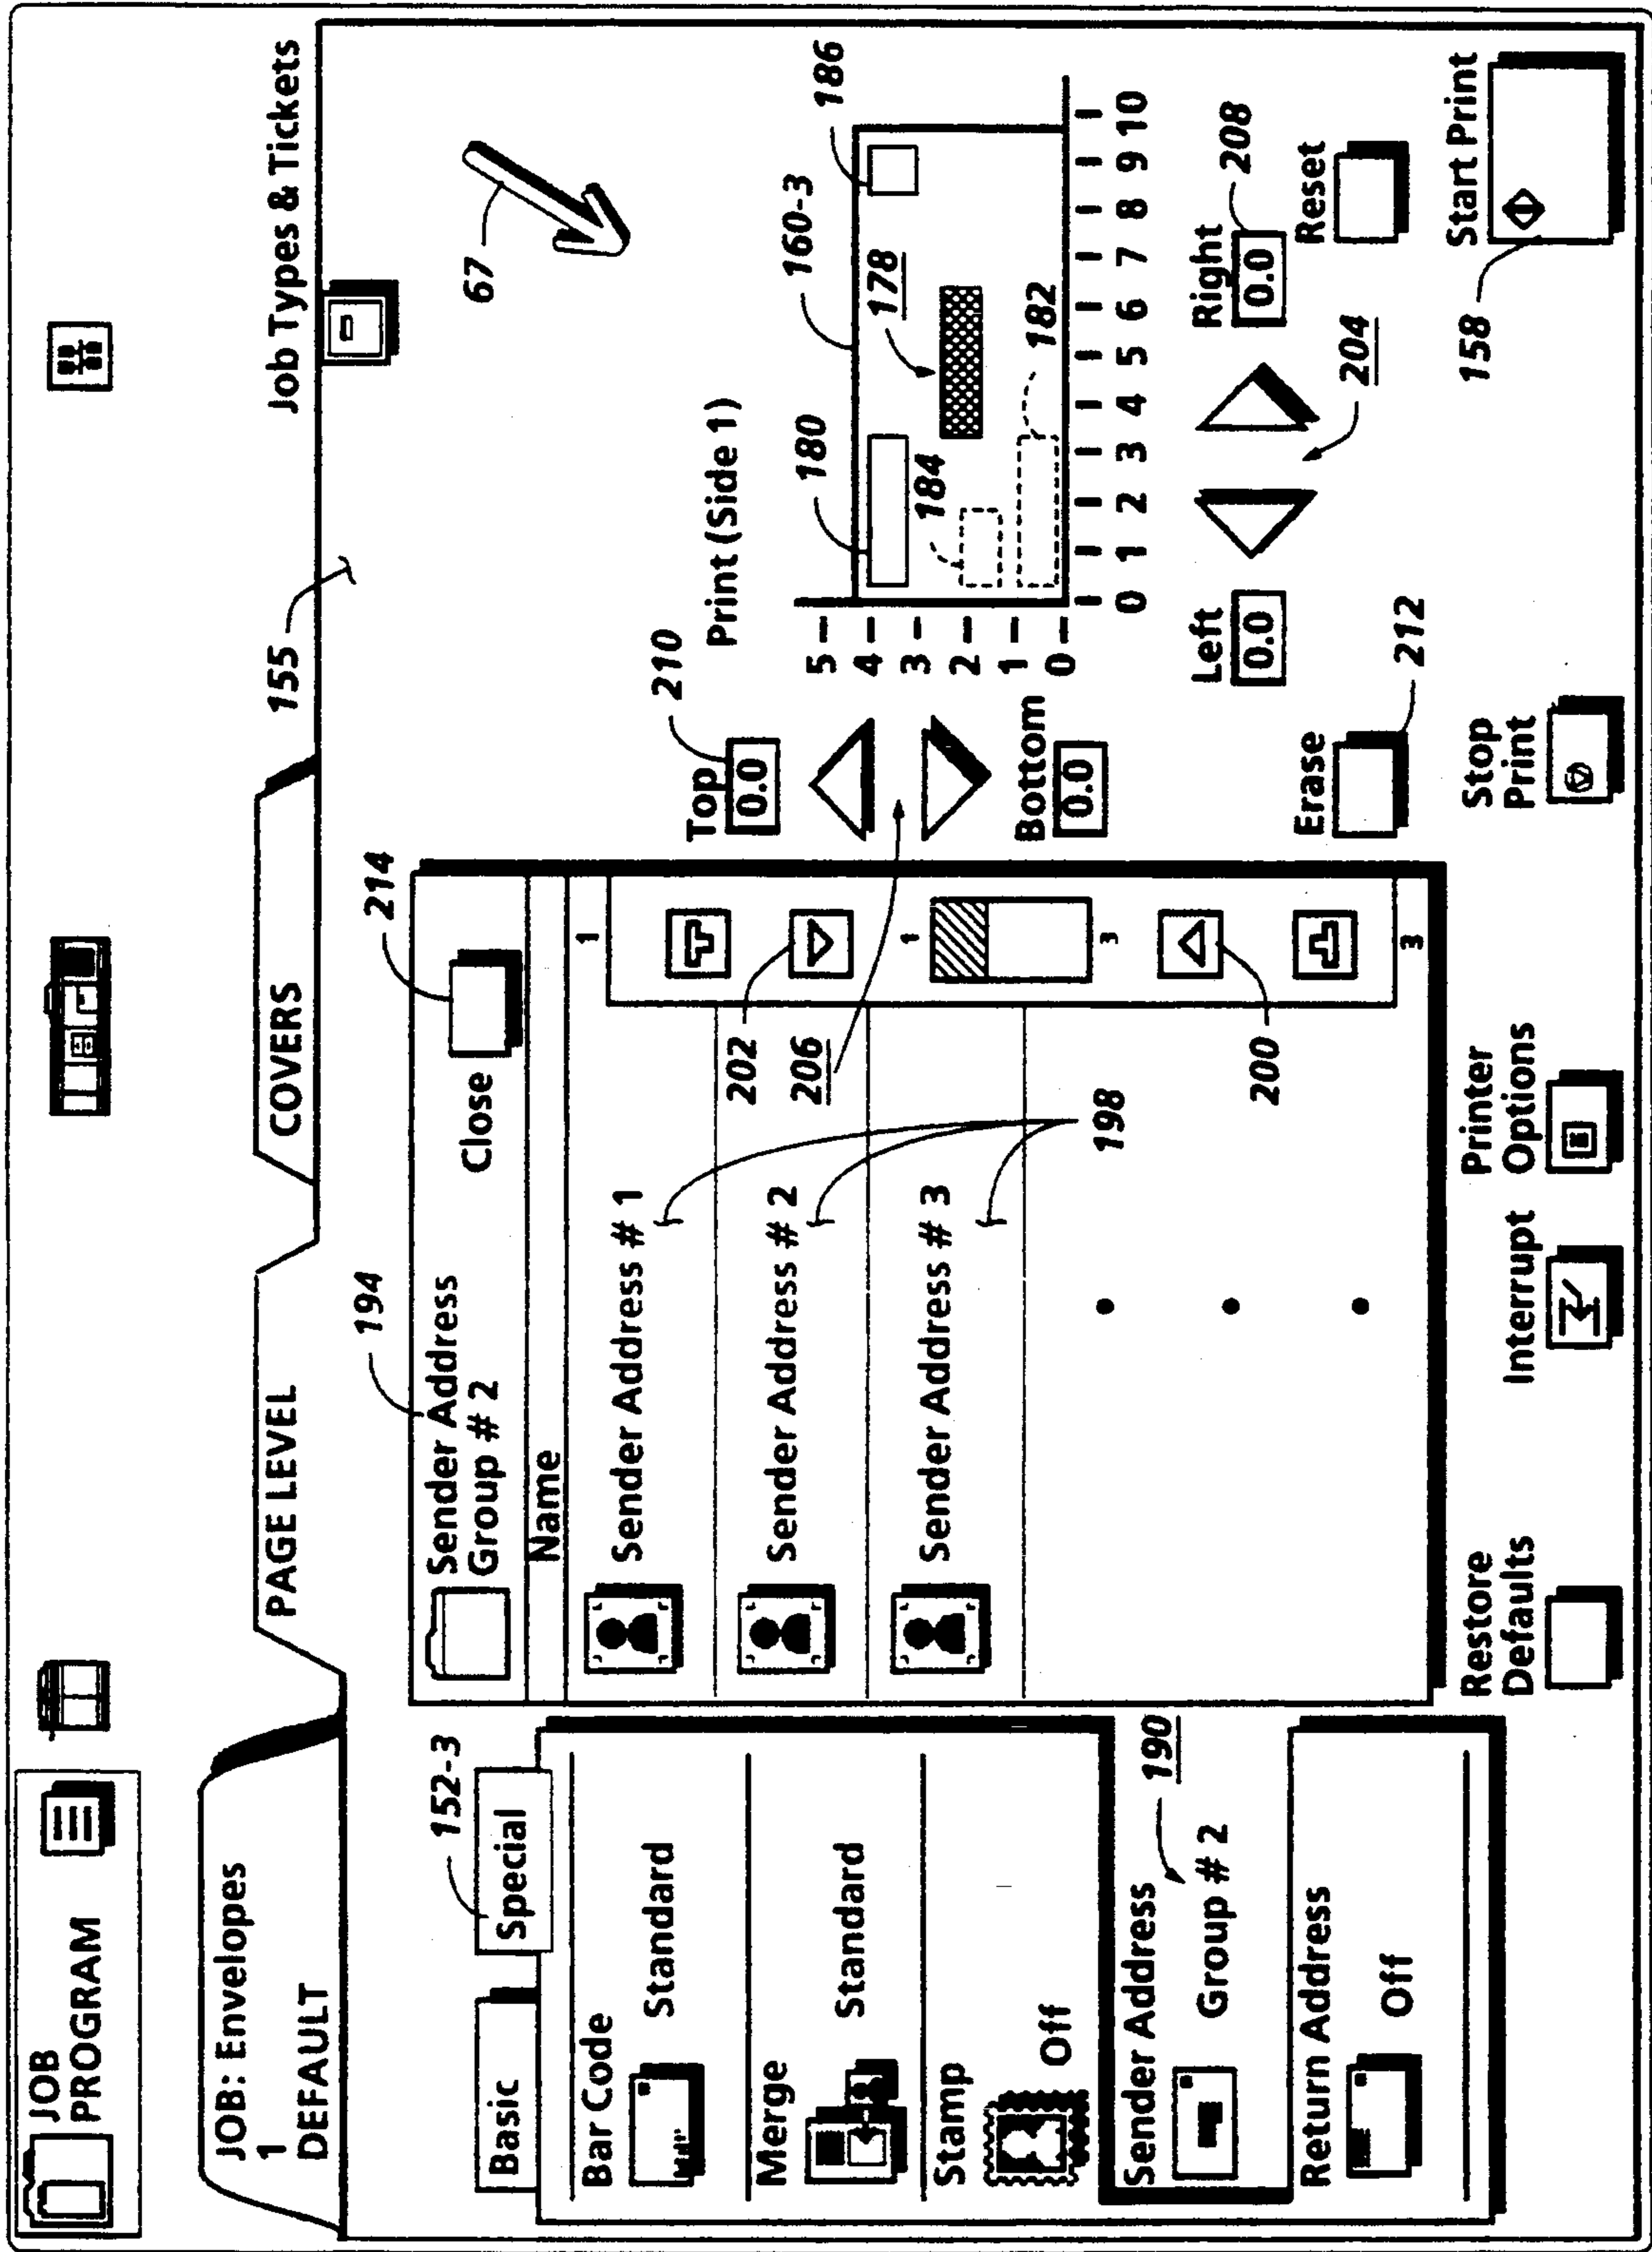 JOB
PROGRAM
JOB: Envelopes
1
DEFAULT
PAGE LEVEL
COVERS
155
Job Types & Tickets
67
Basic
Special
152-3
Bar Code
Standard
Merge
Standard
Stamp
Off
Sender Address
Group # 2
190
Return Address
Off
194
Sender Address
Group # 2
Close
214
Name
Sender Address # 1
Sender Address # 2
Sender Address # 3
198
1
202
206
1
3
200
3
Top
0.0
210
Bottom
0.0
Print (Side 1)
180
160-3
186
178
184
182
5
4
3
2
1
0
0 1 2 3 4 5 6 7 8 9 10
Left
0.0
Right
0.0
208
204
Erase
212
Reset
Restore
Defaults
Interrupt
Printer
Options
Stop
Print
158
Start Print